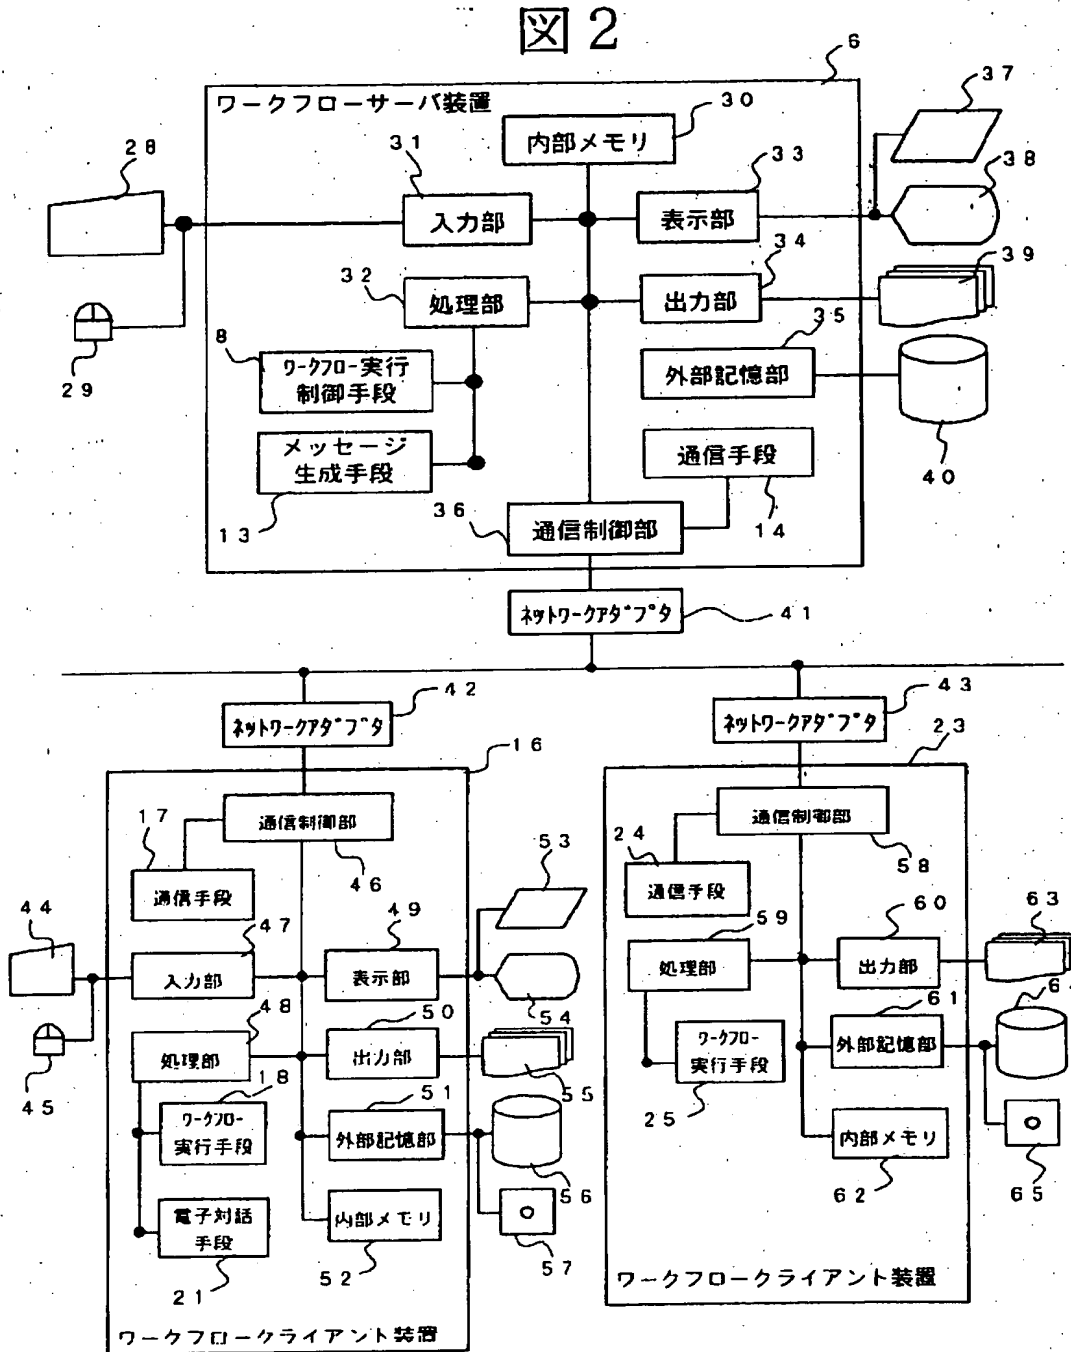 図2
6
ワークフローサーバ装置
30
37
28
31
内部メモリ
33
38
入力部
表示部
34
39
32
処理部
出力部
35
8
ワークフロー実行
制御手段
外部記憶部
29
メッセージ
生成手段
通信手段
40
13
36
通信制御部
14
ネットワークアダプタ
41
42
43
ネットワークアダプタ
ネットワークアダプタ
16
23
17
通信制御部
24
通信制御部
53
46
58
通信手段
通信手段
44
47
49
59
60
63
入力部
表示部
処理部
出力部
48
54
61
50
処理部
出力部
ワークフロー
実行手段
外部記憶部
45
18
51
55
25
ワークフロー
実行手段
外部記憶部
内部メモリ
56
62
65
電子対話
手段
内部メモリ
52
57
21
ワークフロークライアント装置
ワークフロークライアント装置